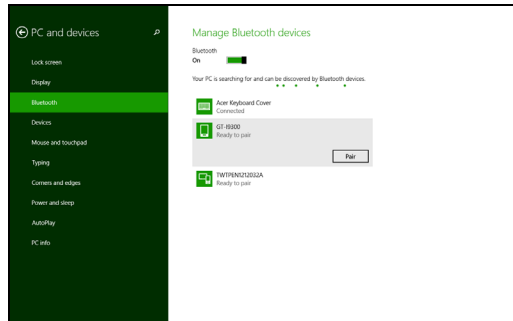 PC and devices
Lock screen
Display
Bluetooth
Devices
Mouse and touchpad
Typing
Corners and edges
Power and sleep
AutoPlay
PC info
Manage Bluetooth devices
Bluetooth
On
Your PC is searching for and can be discovered by Bluetooth devices.
Acer Keyboard Cover
Connected
GT-I9300
Ready to pair
Pair
TWTPEN1212032A
Ready to pair